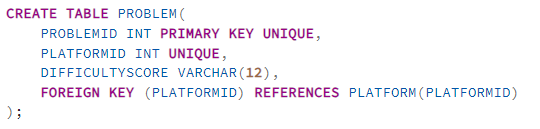 CREATE TABLE PROBLEM(
    PROBLEMID INT PRIMARY KEY UNIQUE,
    PLATFORMID INT UNIQUE,
    DIFFICULTYSCORE VARCHAR(12),
    FOREIGN KEY (PLATFORMID) REFERENCES PLATFORM(PLATFORMID)
);